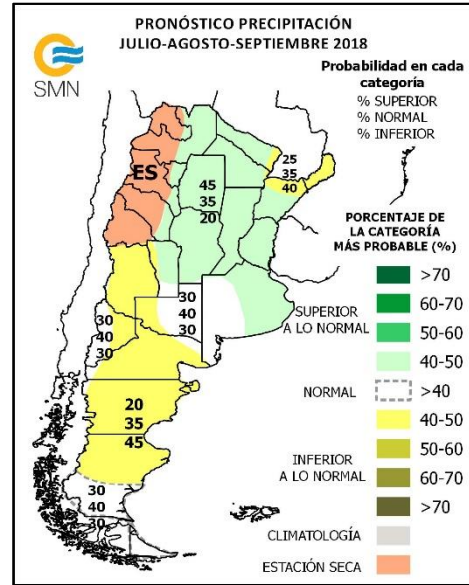 PRONÓSTICO PRECIPITACIÓN
JULIO-AGOSTO-SEPTIEMBRE 2018
SMN
Probabilidad en cada
categoría
% SUPERIOR
% NORMAL
% INFERIOR
ES
25
35
40
45
35
20
30
40
30
30
40
30
20
35
45
30
40
30
PORCENTAJE DE
LA CATEGORÍA
MÁS PROBABLE (%)
>70
60-70
50-60
SUPERIOR
A LO NORMAL
40-50
NORMAL
>40
40-50
50-60
INFERIOR
A LO NORMAL
60-70
>70
CLIMATOLOGÍA
ESTACIÓN SECA